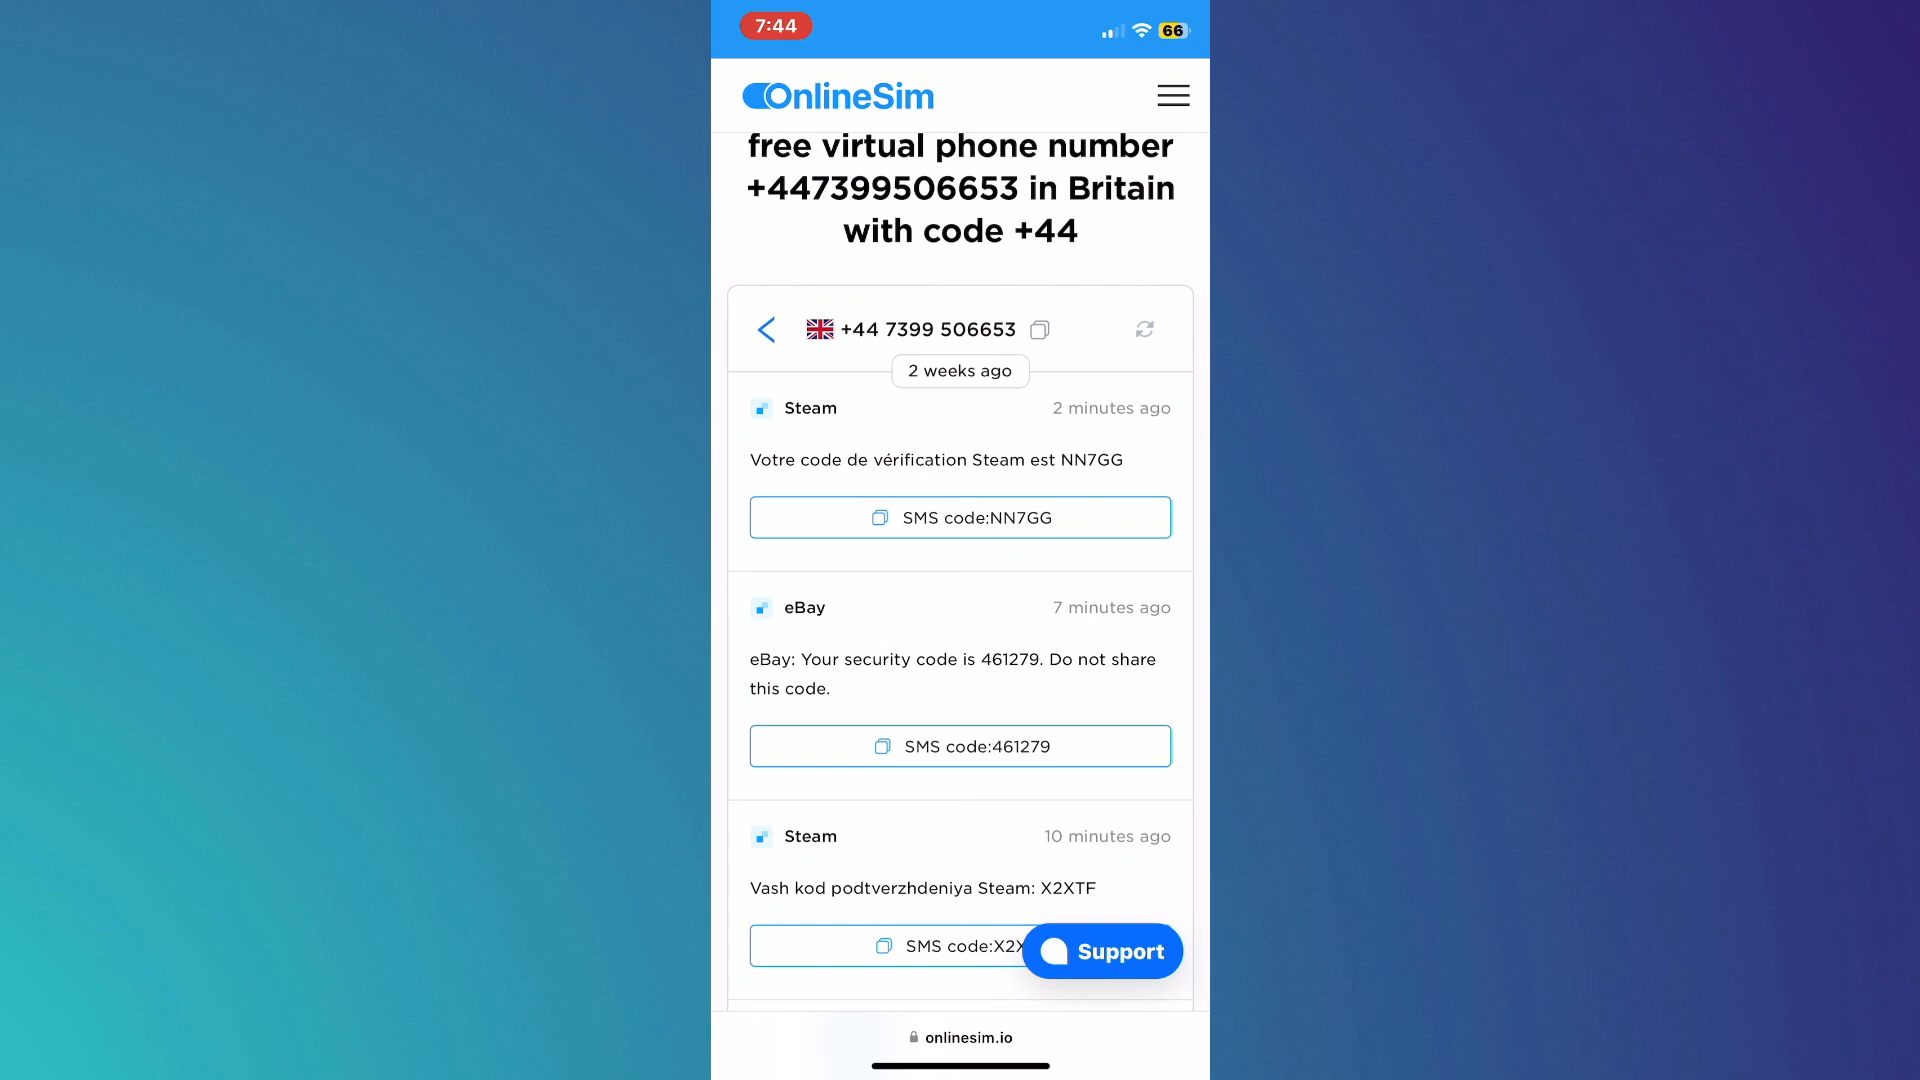 7:44
66
OnlineSim
free virtual phone number
+447399506653 in Britain
with code +44
+44 7399 506653
2 weeks ago
Steam
2 minutes ago
Votre code de vérification Steam est NN7GG
SMS code:NN7GG
eBay
7 minutes ago
eBay: Your security code is 461279. Do not share
this code.
SMS code:461279
Steam
10 minutes ago
Vash kod podtverzhdeniya Steam: X2XTF
SMS code:X2X
Support
onlinesim.io